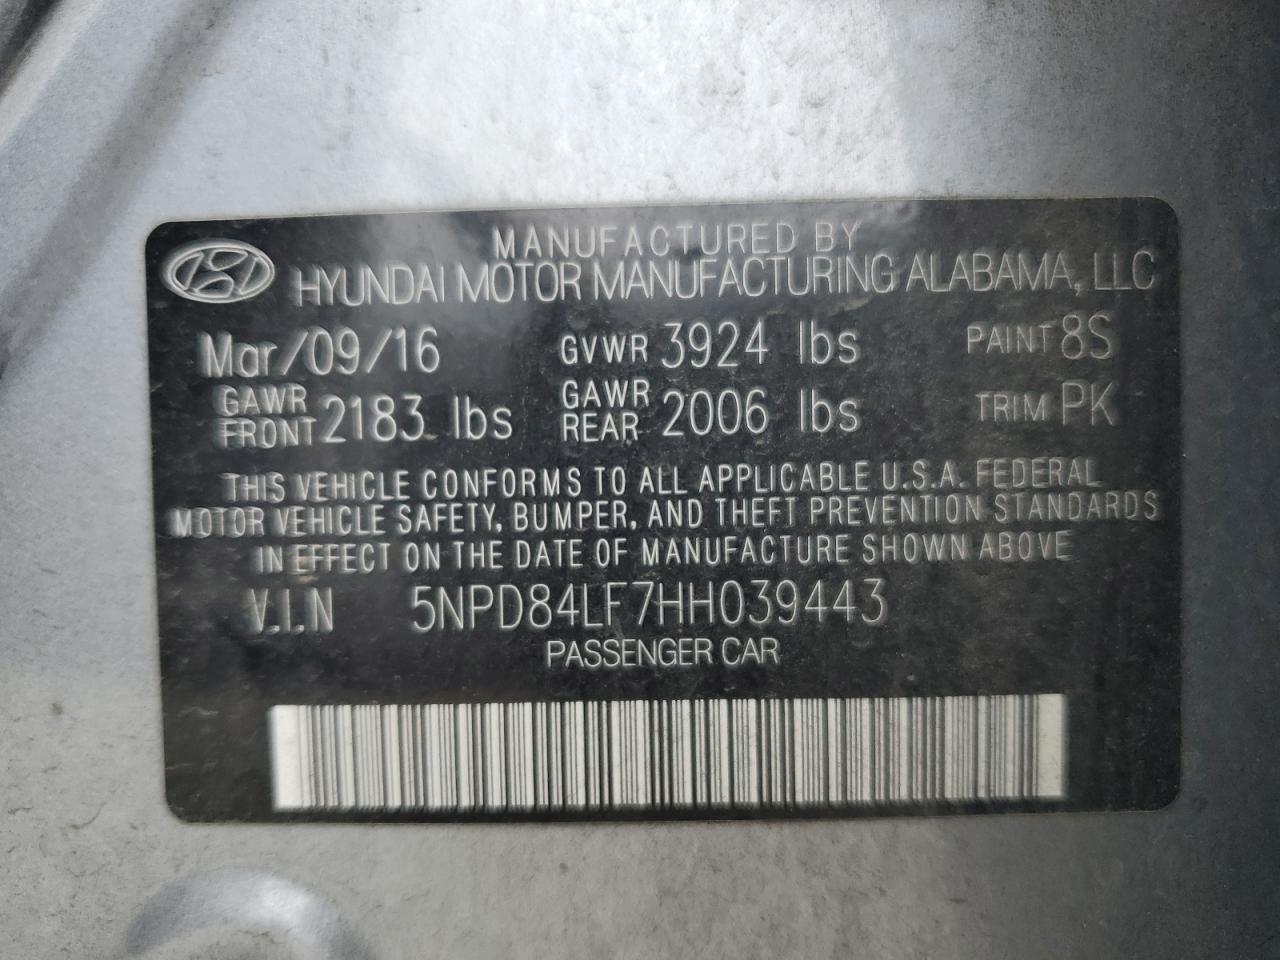 MANUFACTURED BY
HYUNDAI MOTOR MANUFACTURING ALABAMA, LLC
Mar/09/16 GVWR 3924 lbs PAINT 8S
GAWR FRONT 2183 lbs GAWR REAR 2006 lbs TRIM PK
THIS VEHICLE CONFORMS TO ALL APPLICABLE U.S.A. FEDERAL
MOTOR VEHICLE SAFETY, BUMPER, AND THEFT PREVENTION STANDARDS
IN EFFECT ON THE DATE OF MANUFACTURE SHOWN ABOVE
V.I.N 5NPD84LF7HH039443
PASSENGER CAR